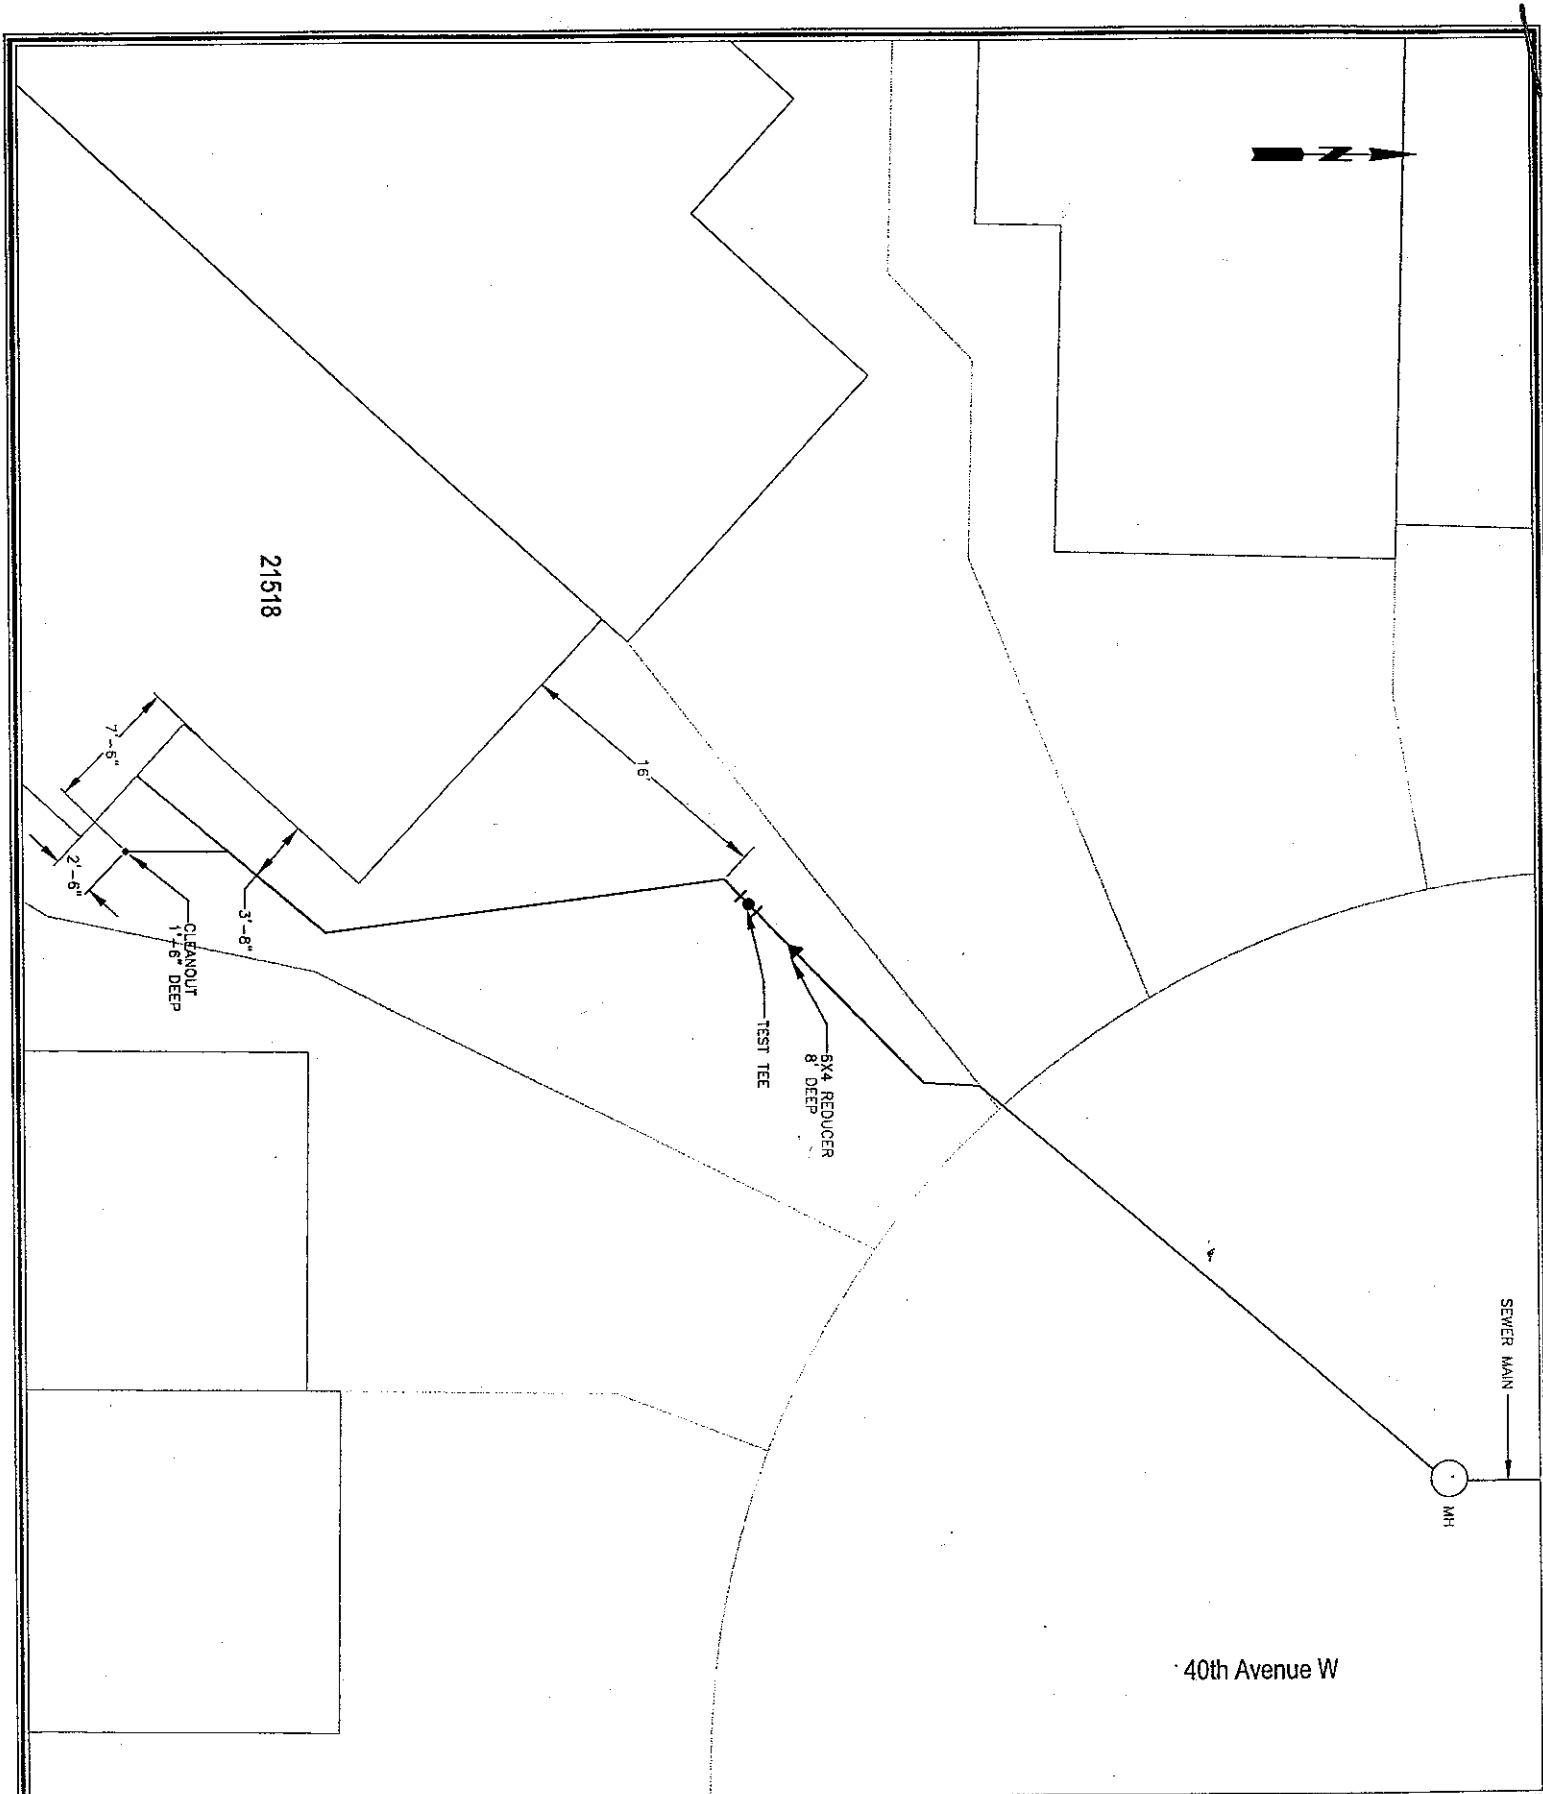 N
21518
7'-6"
2'-6"
3'-8"
16'
CLEANOUT
1'-6" DEEP
TEST TEE
6X4 REDUCER
8' DEEP
SEWER MAIN
MH
40th Avenue W